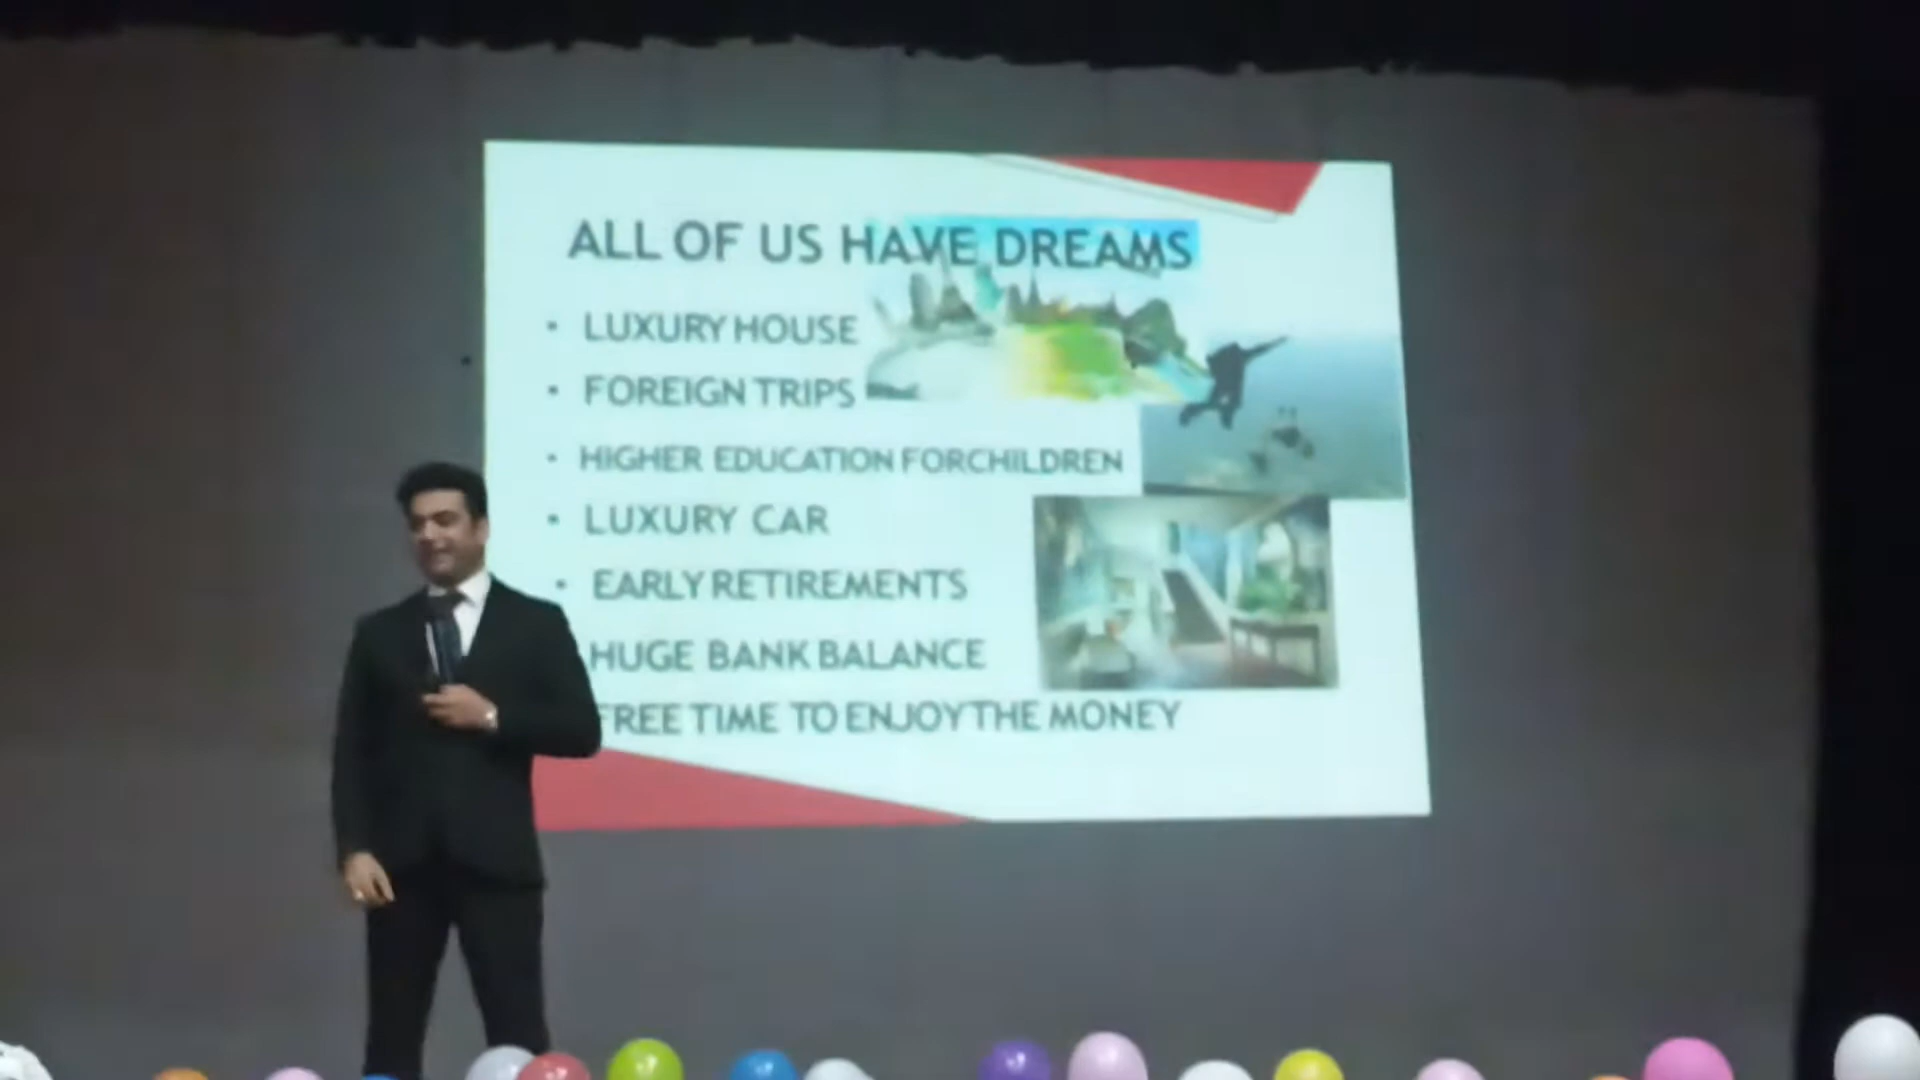 ALL OF US HAVE DREAMS
• LUXURY HOUSE
• FOREIGN TRIPS
• HIGHER EDUCATION FORCHILDREN
• LUXURY CAR
• EARLY RETIREMENTS
HUGE BANK BALANCE
FREE TIME TO ENJOY THE MONEY